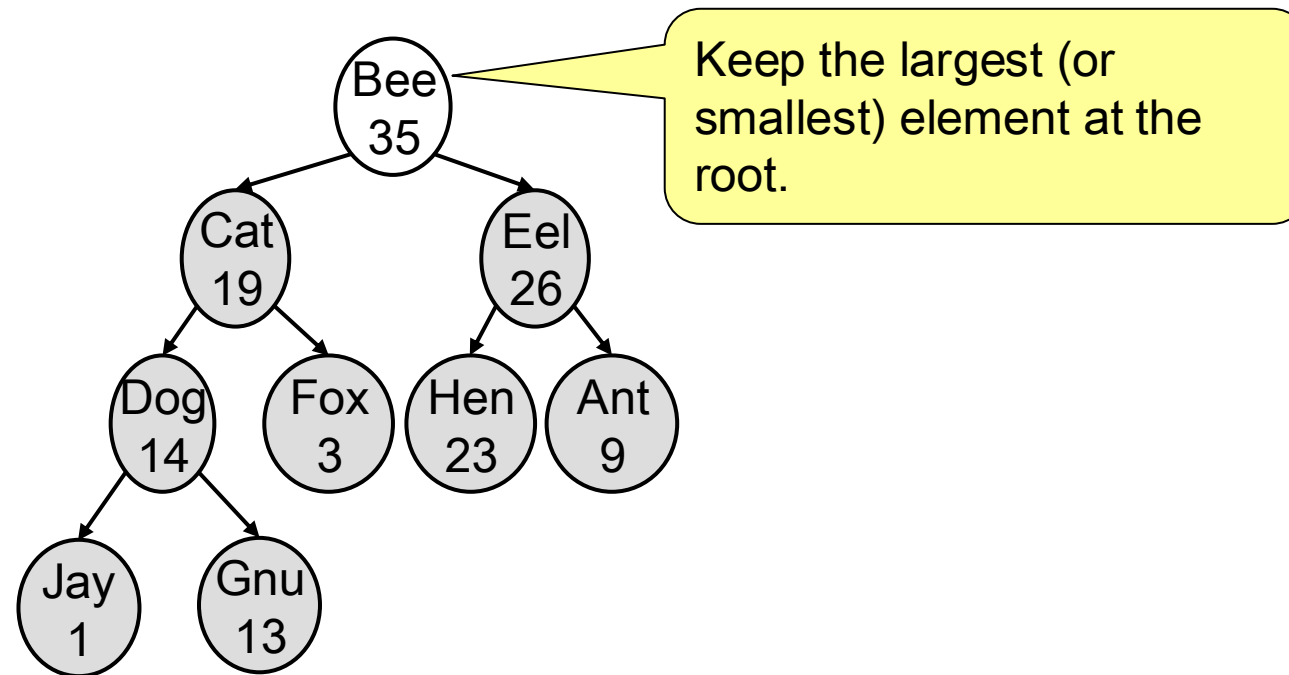 Bee
35
Keep the largest (or
smallest) element at the
root.
Cat
19
Eel
26
Dog
14
Fox
3
Hen
23
Ant
9
Jay
1
Gnu
13